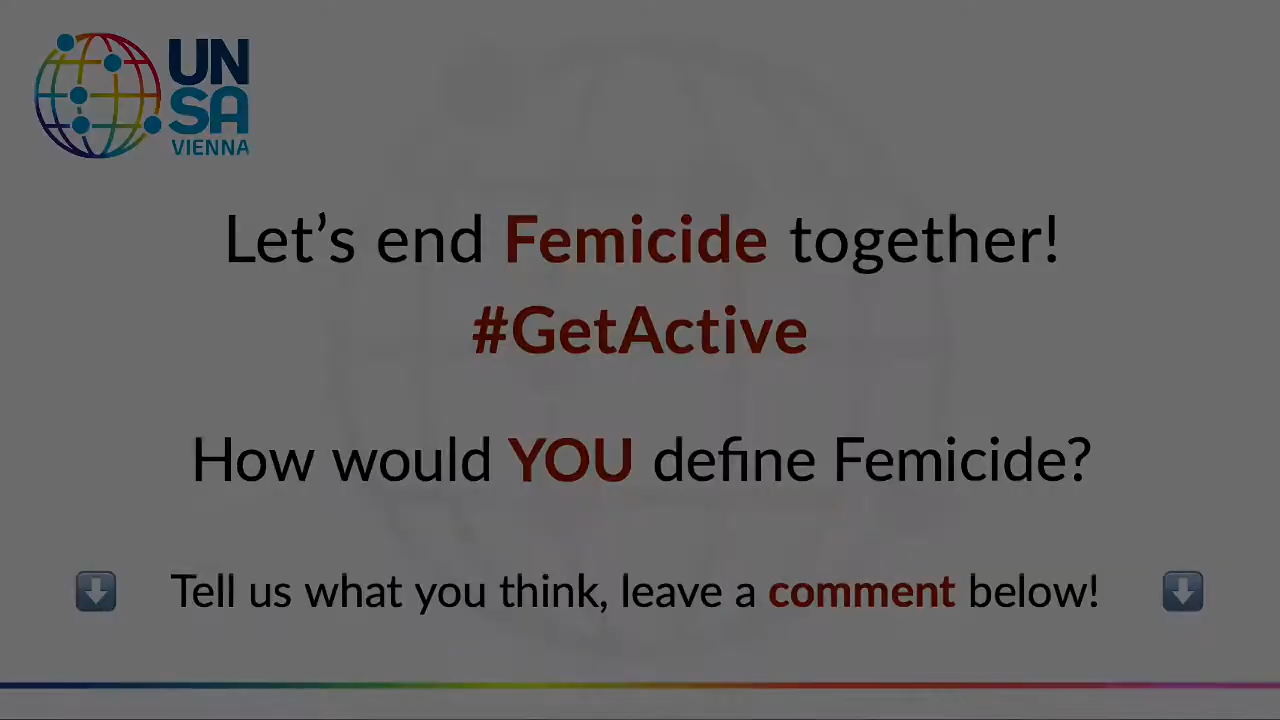 UN
SA
VIENNA
Let’s end Femicide together!
#GetActive
How would YOU define Femicide?
Tell us what you think, leave a comment below!